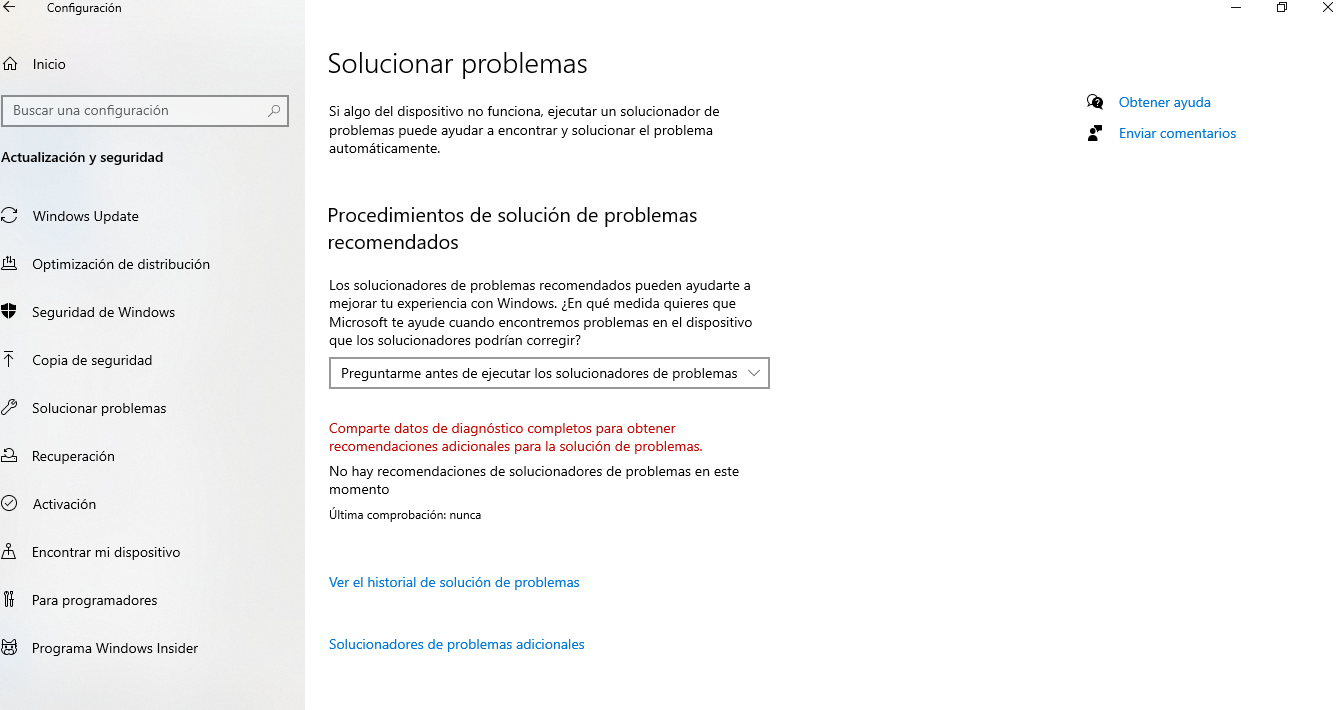 Configuración
Inicio
Buscar una configuración
Actualización y seguridad
Windows Update
Optimización de distribución
Seguridad de Windows
Copia de seguridad
Solucionar problemas
Recuperación
Activación
Encontrar mi dispositivo
Para programadores
Programa Windows Insider
Solucionar problemas
Si algo del dispositivo no funciona, ejecutar un solucionador de
problemas puede ayudar a encontrar y solucionar el problema
automáticamente.
Procedimientos de solución de problemas
recomendados
Los solucionadores de problemas recomendados pueden ayudarte a
mejorar tu experiencia con Windows. ¿En qué medida quieres que
Microsoft te ayude cuando encontremos problemas en el dispositivo
que los solucionadores podrían corregir?
Preguntarme antes de ejecutar los solucionadores de problemas
Comparte datos de diagnóstico completos para obtener
recomendaciones adicionales para la solución de problemas.
No hay recomendaciones de solucionadores de problemas en este
momento
Última comprobación: nunca
Ver el historial de solución de problemas
Solucionadores de problemas adicionales
Obtener ayuda
Enviar comentarios